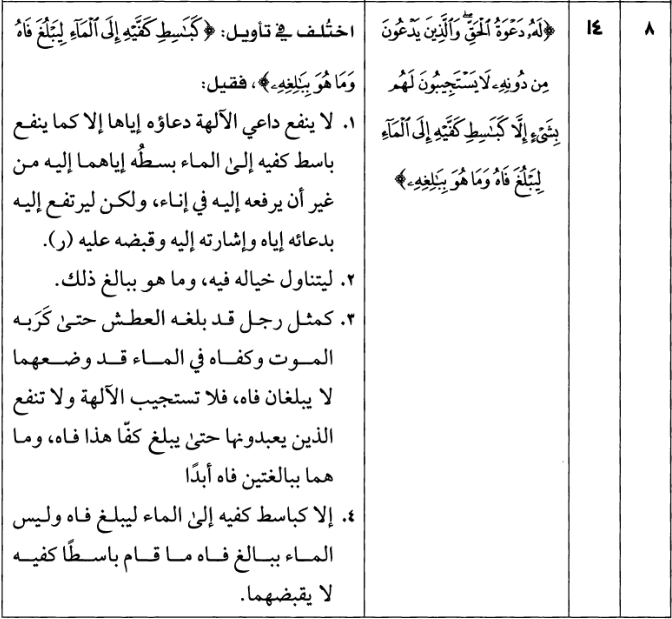 ٨
١٤
﴿لَهُۥ دَعْوَةُ ٱلْحَقِّ ۖ وَٱلَّذِينَ يَدْعُونَ
مِن دُونِهِۦ لَا يَسْتَجِيبُونَ لَهُم
بِشَىْءٍ إِلَّا كَبَٰسِطِ كَفَّيْهِ إِلَى ٱلْمَآءِ
لِيَبْلُغَ فَاهُ وَمَا هُوَ بِبَٰلِغِهِۦ﴾
اختُلف في تأويل: ﴿كَبَٰسِطِ كَفَّيْهِ إِلَى ٱلْمَآءِ لِيَبْلُغَ فَاهُ
وَمَا هُوَ بِبَٰلِغِهِۦ﴾، فقيل:
١. لا ينفع داعي الآلهة دعاؤه إياها إلا كما ينفع
باسط كفيه إلىٰ الماء بسطُه إياهما إليه من
غير أن يرفعه إليه في إناء، ولكن ليرتفع إليه
بدعائه إياه وإشارته إليه وقبضه عليه (ر).
٢. ليتناول خياله فيه، وما هو ببالغ ذلك.
٣. كمثل رجل قد بلغه العطش حتىٰ كَرَبه
الموت وكفاه في الماء قد وضعهما
لا يبلغان فاه، فلا تستجيب الآلهة ولا تنفع
الذين يعبدونها حتىٰ يبلغ كفّا هذا فاه، وما
هما ببالغتين فاه أبدًا
٤. إلا كباسط كفيه إلىٰ الماء ليبلغ فاه وليس
الماء ببالغ فاه ما قام باسطًا كفيه
لا يقبضهما.